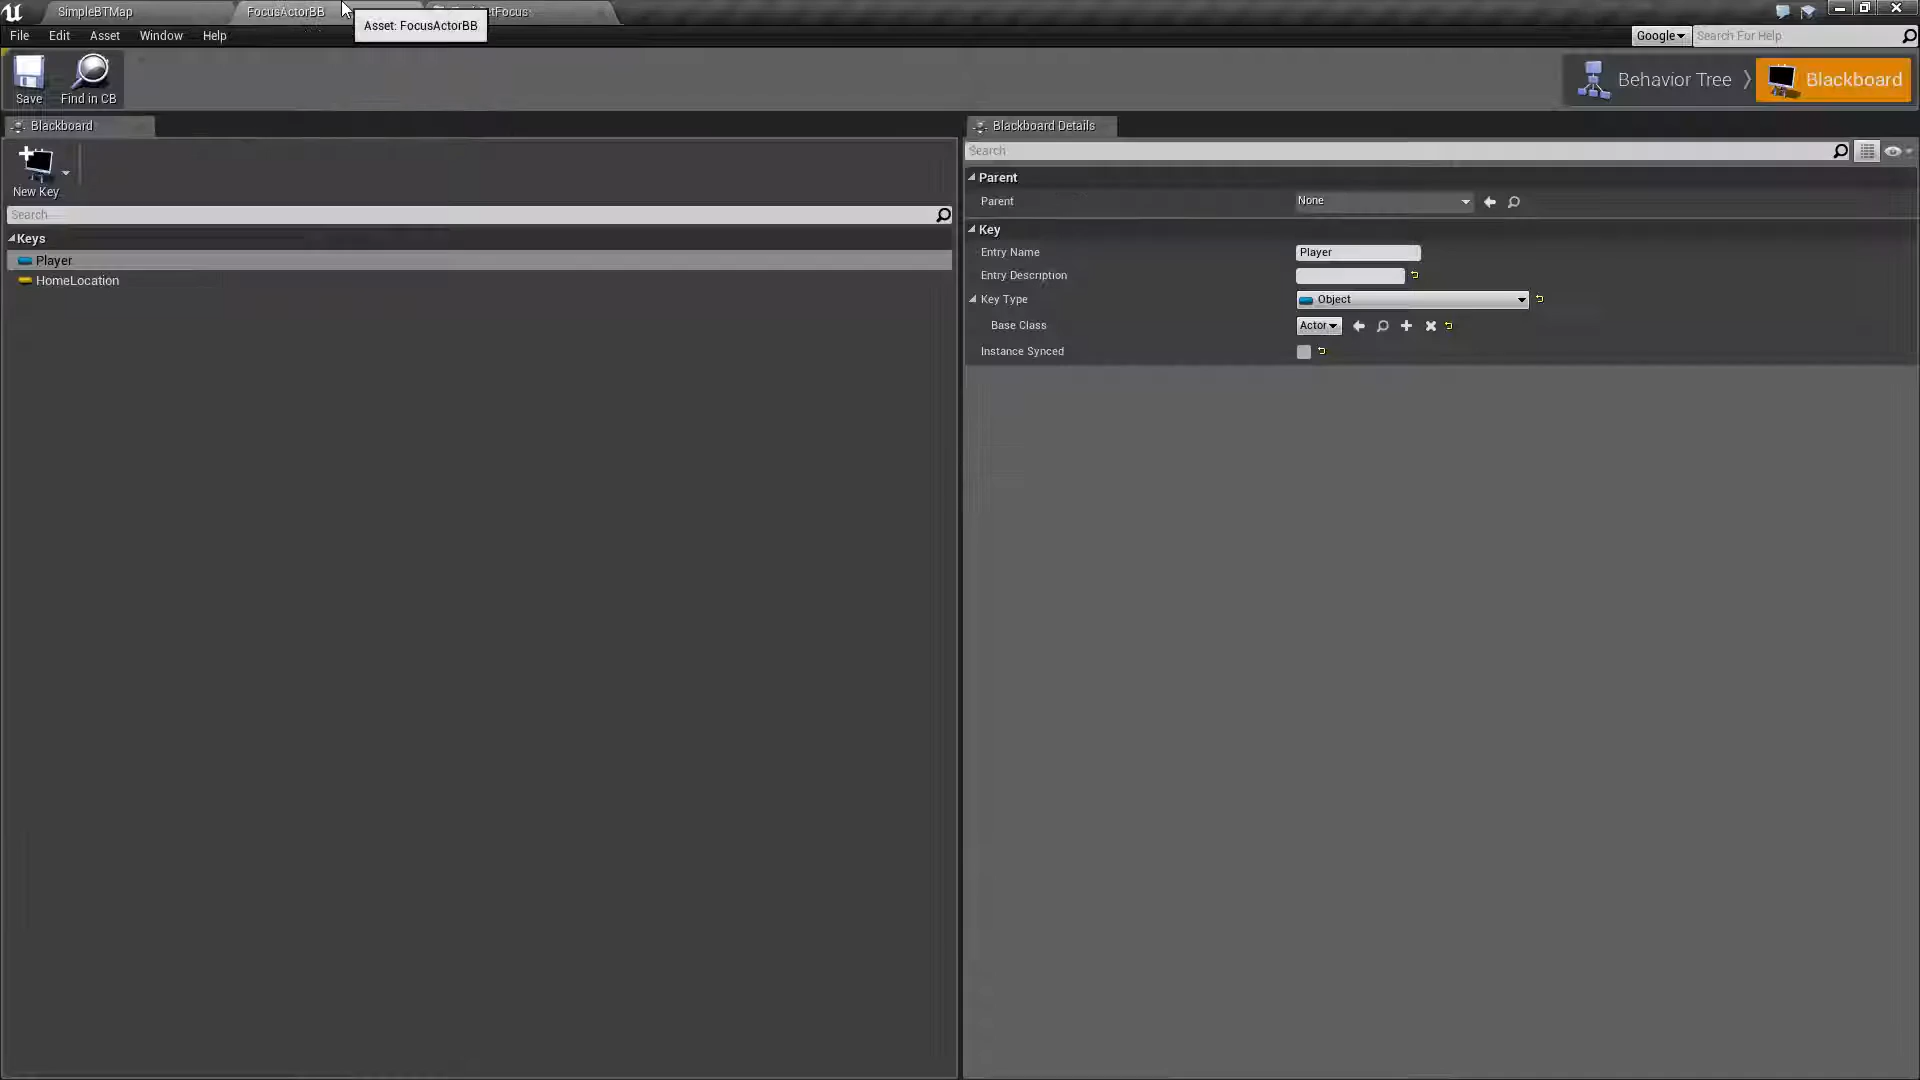 SimpleBTMap
FocusActorBB
etFocus
Asset: FocusActorBB
File Edit Asset Window Help
Google
Search For Help
Save
Find in CB
Behavior Tree
Blackboard
Blackboard
New Key
Search
Keys
Player
HomeLocation
Blackboard Details
Search
Parent
Parent None
Key
Entry Name Player
Entry Description
Key Type Object
Base Class Actor
Instance Synced